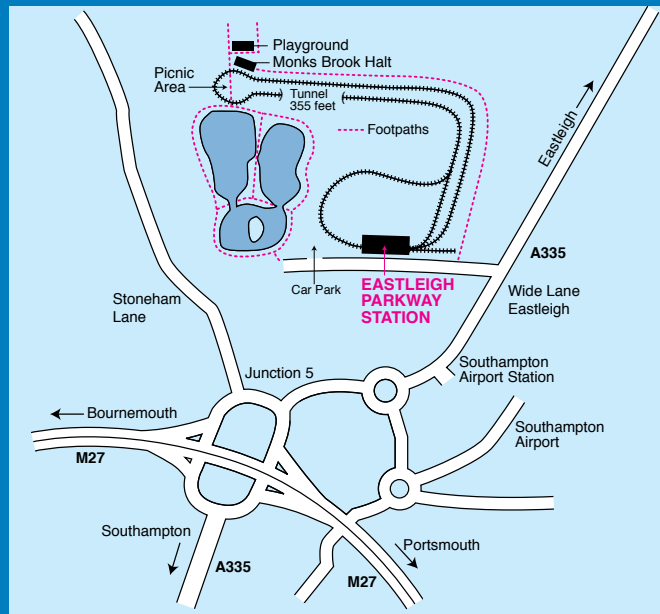 Playground
Monks Brook Halt
Picnic
Area
Tunnel
355 feet
Footpaths
Eastleigh
A335
Car Park
EASTLEIGH
PARKWAY
STATION
Wide Lane
Eastleigh
Stoneham
Lane
Southampton
Airport Station
Junction 5
Bournemouth
Southampton
Airport
M27
Southampton
Portsmouth
A335
M27